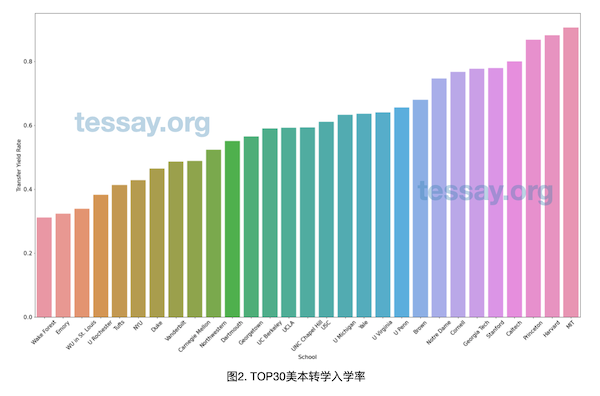 tessay.org
tessay.org
Transfer Yield Rate
0.8
0.6
0.4
0.2
0.0
Wake Forest
Emory
WU in St. Louis
U Rochester
Tufts
NYU
Duke
Vanderbilt
Carnegie Mellon
Northwestern
Dartmouth
Georgetown
UC Berkeley
UCLA
UNC Chapel Hill
USC
U Michigan
Yale
U Virginia
U Penn
Brown
Notre Dame
Cornell
Georgia Tech
Stanford
Caltech
Princeton
Harvard
MIT
School
图2. TOP30美本转学入学率